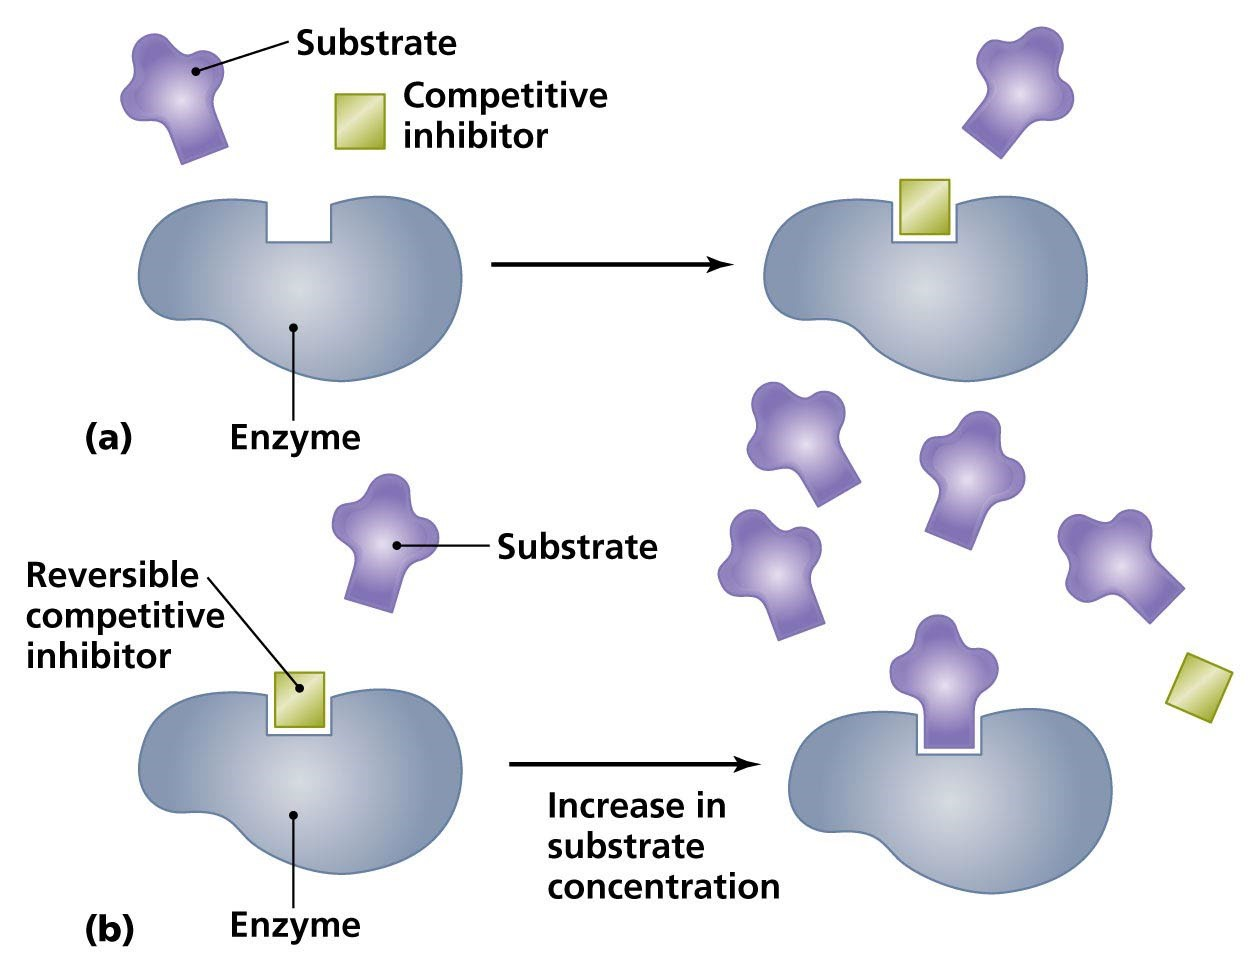 Substrate
Competitive
inhibitor
(a)
Enzyme
Substrate
Reversible
competitive
inhibitor
Increase in
substrate
concentration
(b)
Enzyme